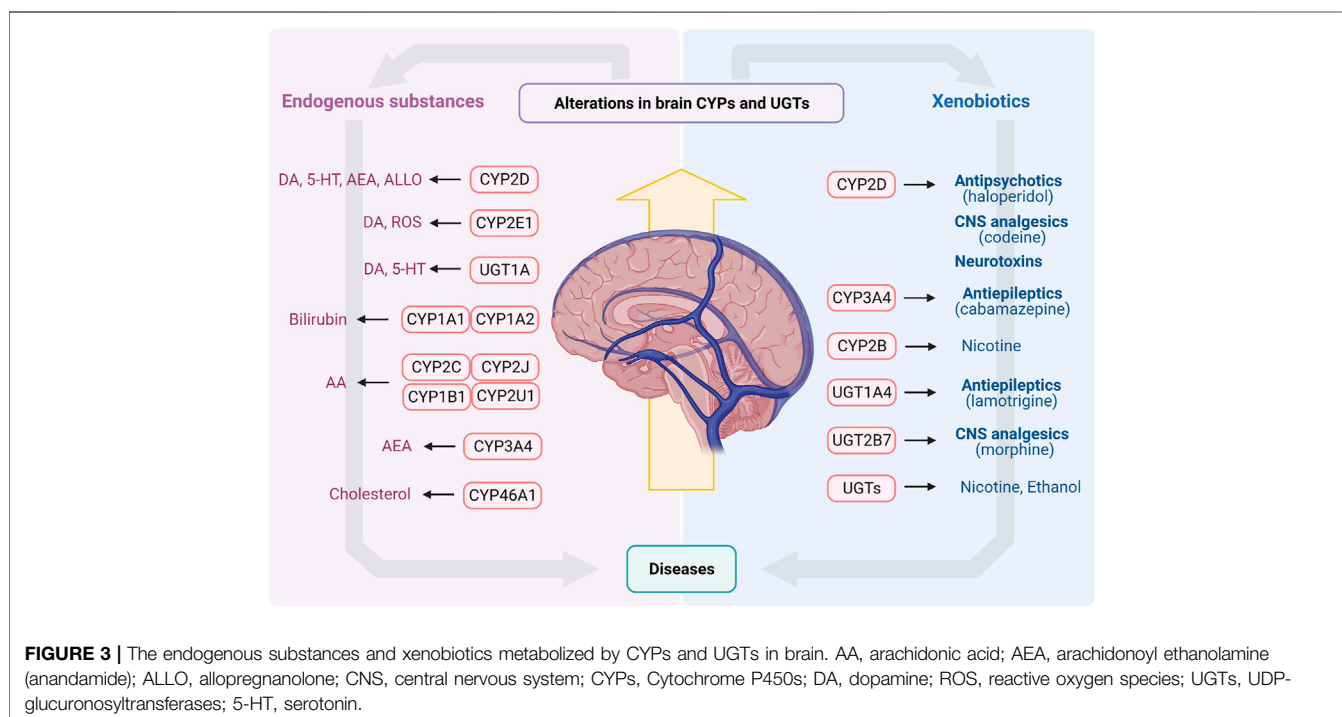 Alterations in brain CYPs and UGTs
Endogenous substances
DA, 5-HT, AEA, ALLO
CYP2D
DA, ROS
CYP2E1
DA, 5-HT
UGT1A
Bilirubin
CYP1A1
CYP1A2
AA
CYP2C
CYP2J
CYP1B1
CYP2U1
AEA
CYP3A4
Cholesterol
CYP46A1
Xenobiotics
CYP2D
Antipsychotics
(haloperidol)
CNS analgesics
(codeine)
Neurotoxins
CYP3A4
Antiepileptics
(cabamazepine)
CYP2B
Nicotine
UGT1A4
Antiepileptics
(lamotrigine)
UGT2B7
CNS analgesics
(morphine)
UGTs
Nicotine, Ethanol
Diseases
FIGURE 3 | The endogenous substances and xenobiotics metabolized by CYPs and UGTs in brain. AA, arachidonic acid; AEA, arachidonoyl ethanolamine
(anandamide); ALLO, allopregnanolone; CNS, central nervous system; CYPs, Cytochrome P450s; DA, dopamine; ROS, reactive oxygen species; UGTs, UDP-
glucuronosyltransferases; 5-HT, serotonin.